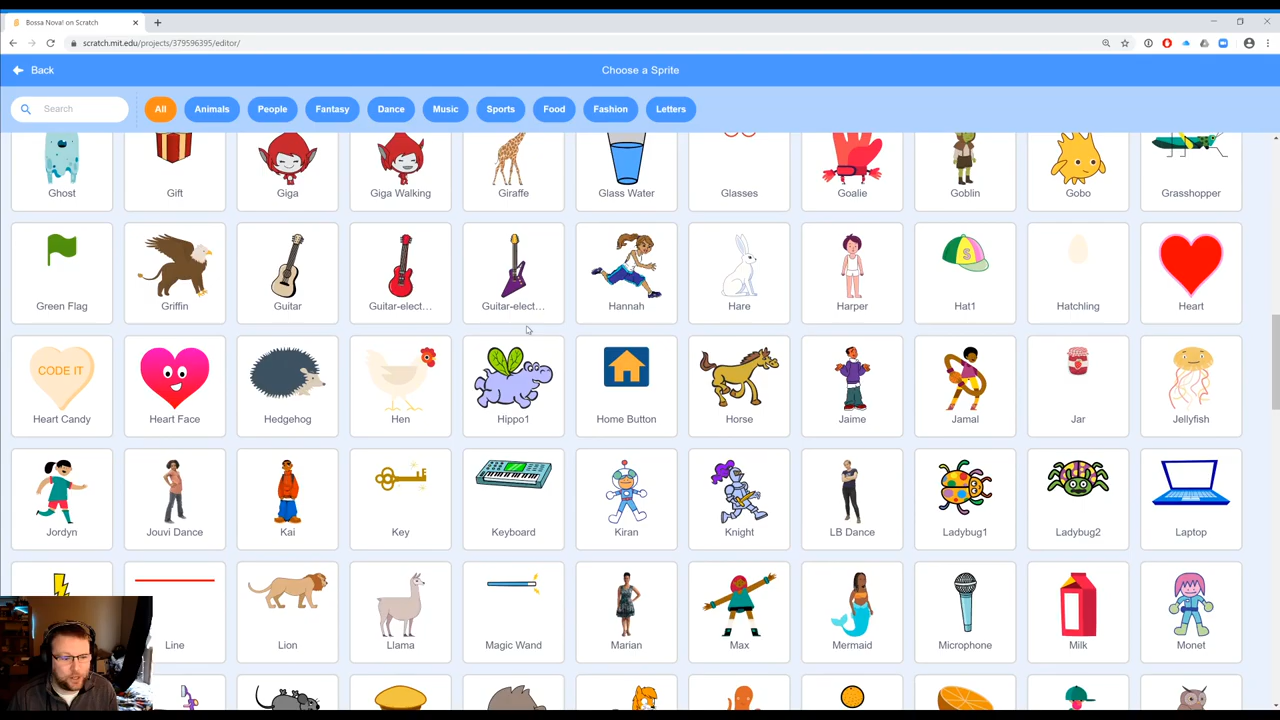 Bossa Nova! on Scratch
scratch.mit.edu/projects/379596395/editor/
Back
Choose a Sprite
Search
All
Animals
People
Fantasy
Dance
Music
Sports
Food
Fashion
Letters
Ghost
Gift
Giga
Giga Walking
Giraffe
Glass Water
Glasses
Goalie
Goblin
Gobo
Grasshopper
Green Flag
Griffin
Guitar
Guitar-elect...
Guitar-elect...
Hannah
Hare
Harper
Hat1
Hatchling
Heart
CODE IT
Heart Candy
Heart Face
Hedgehog
Hen
Hippo1
Home Button
Horse
Jaime
Jamal
Jar
Jellyfish
Jordyn
Jouvi Dance
Kai
Key
Keyboard
Kiran
Knight
LB Dance
Ladybug1
Ladybug2
Laptop
Line
Lion
Llama
Magic Wand
Marian
Max
Mermaid
Microphone
Milk
Monet